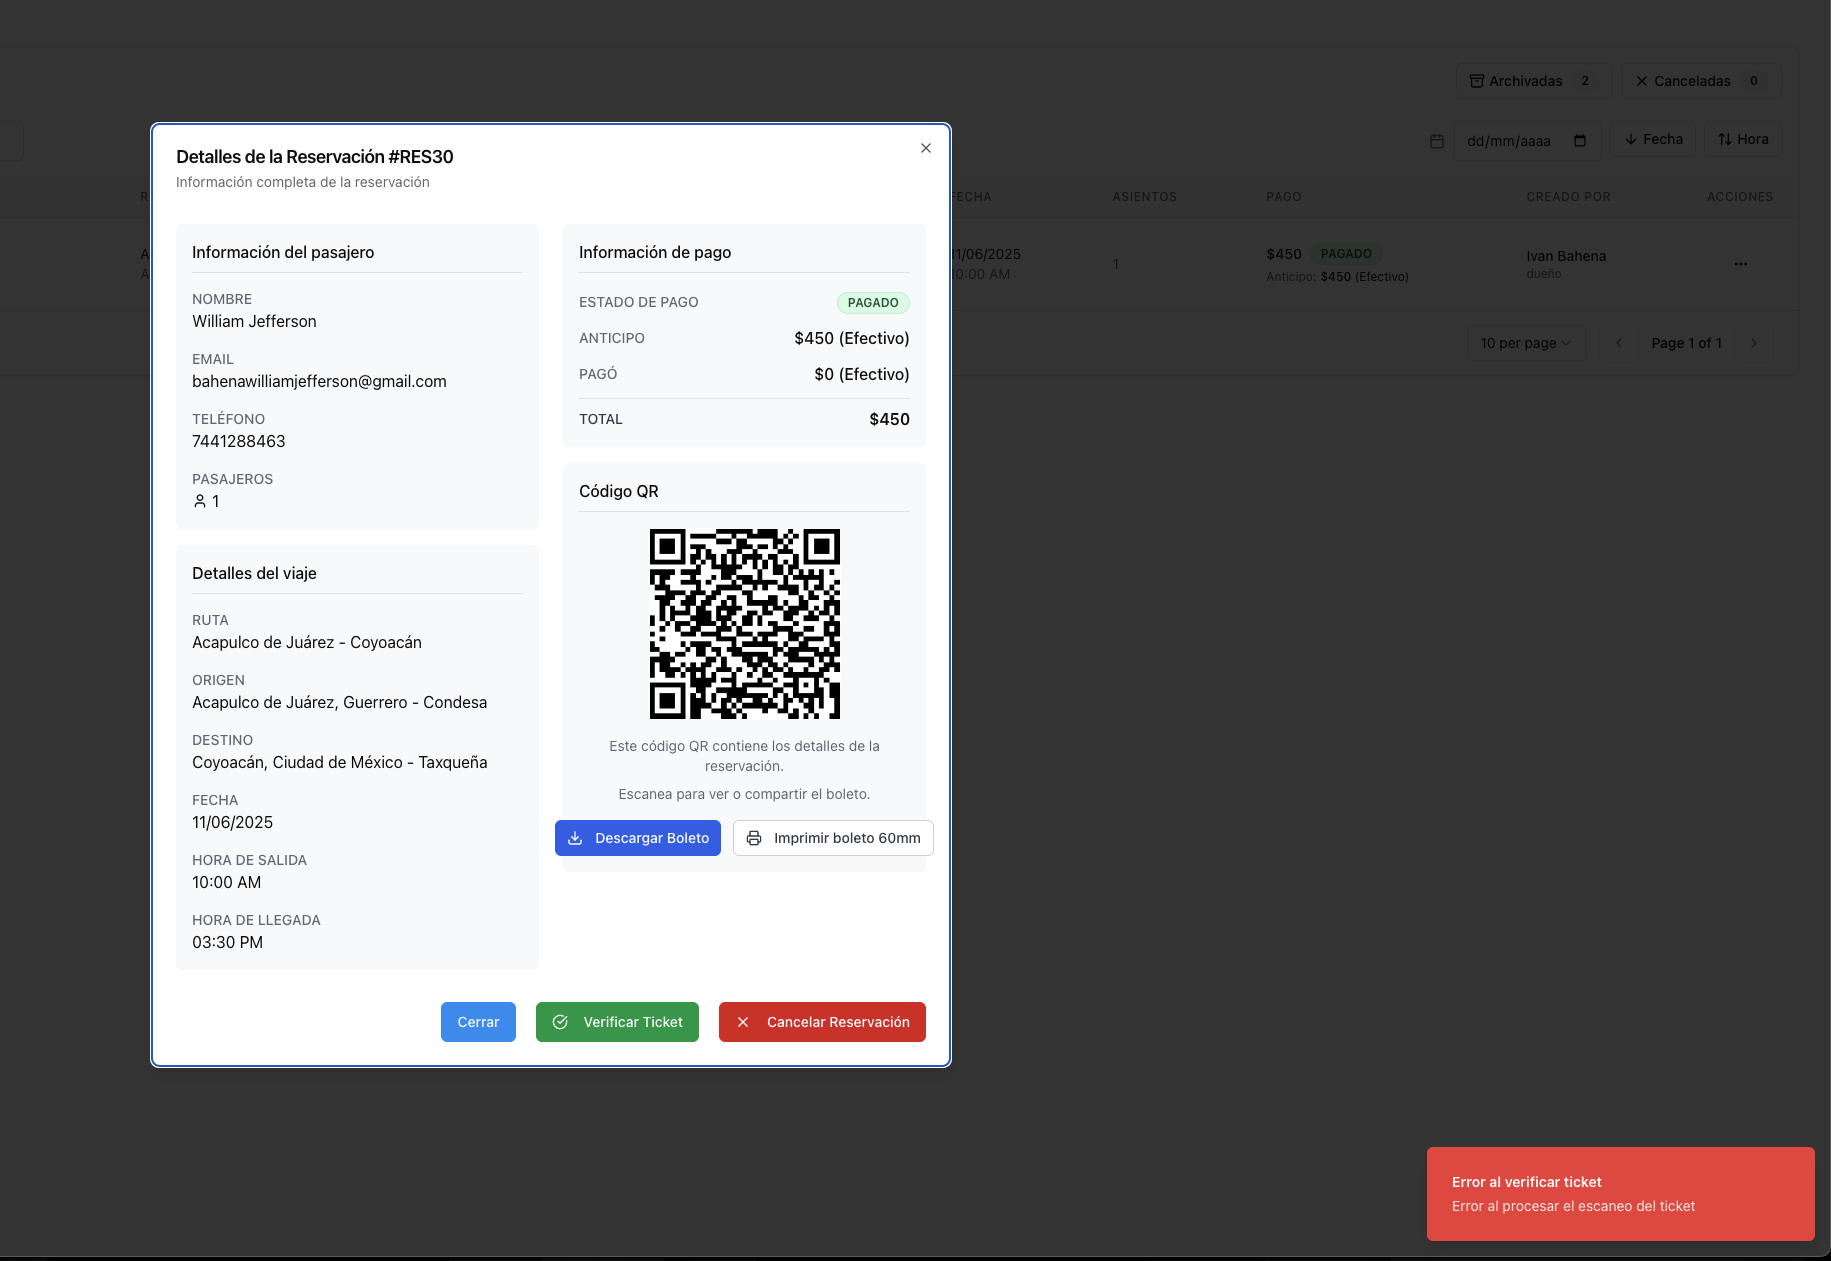 Archivadas 2
Canceladas 0
dd/mm/aaaa
Fecha
Hora
R
FECHA
ASIENTOS
PAGO
CREADO POR
ACCIONES
A
A
11/06/2025
10:00 AM
1
$450 PAGADO
Anticipo: $450 (Efectivo)
Ivan Bahena
dueño
10 per page
Page 1 of 1
Detalles de la Reservación #RES30
Información completa de la reservación
Información del pasajero
NOMBRE
William Jefferson
EMAIL
bahenawilliamjefferson@gmail.com
TELÉFONO
7441288463
PASAJEROS
1
Detalles del viaje
RUTA
Acapulco de Juárez - Coyoacán
ORIGEN
Acapulco de Juárez, Guerrero - Condesa
DESTINO
Coyoacán, Ciudad de México - Taxqueña
FECHA
11/06/2025
HORA DE SALIDA
10:00 AM
HORA DE LLEGADA
03:30 PM
Información de pago
ESTADO DE PAGO PAGADO
ANTICIPO $450 (Efectivo)
PAGÓ $0 (Efectivo)
TOTAL $450
Código QR
Este código QR contiene los detalles de la
reservación.
Escanea para ver o compartir el boleto.
Descargar Boleto
Imprimir boleto 60mm
Cerrar
Verificar Ticket
Cancelar Reservación
Error al verificar ticket
Error al procesar el escaneo del ticket